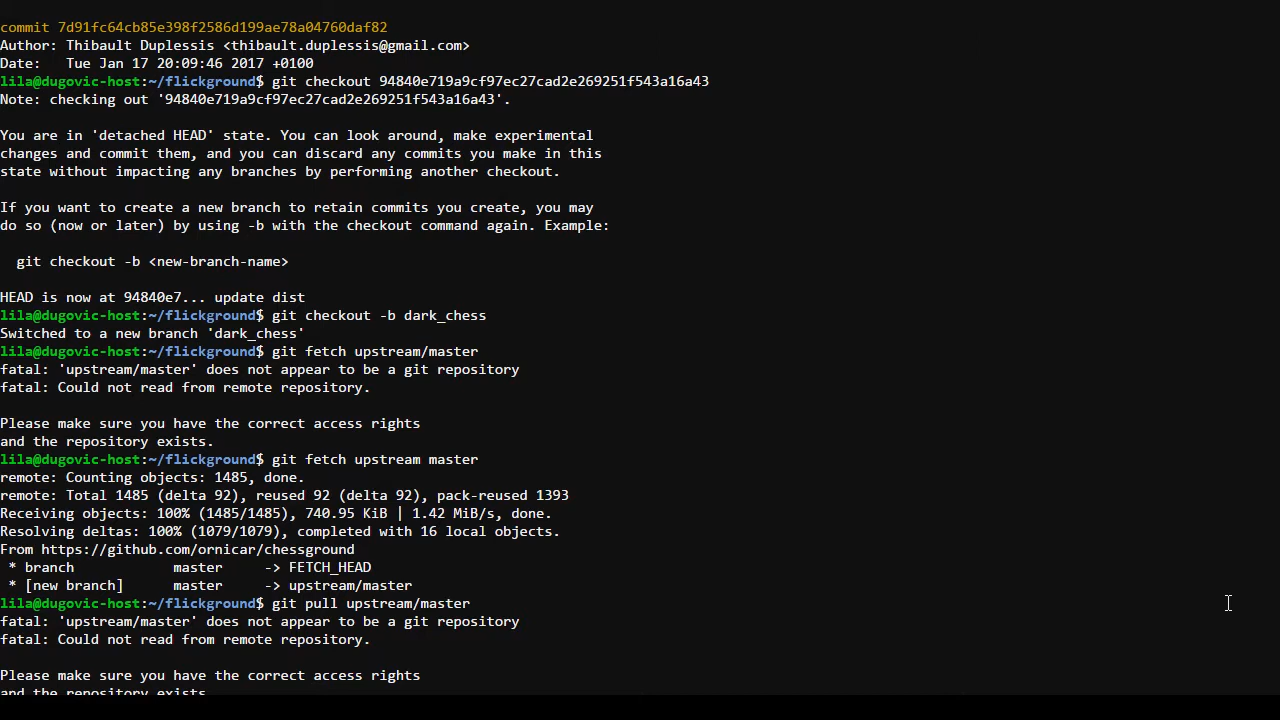 commit 7d91fc64cb85e398f2586d199ae78a04760daf82
Author: Thibault Duplessis <thibault.duplessis@gmail.com>
Date:   Tue Jan 17 20:09:46 2017 +0100
lila@dugovic-host:~/flickground$ git checkout 94840e719a9cf97ec27cad2e269251f543a16a43
Note: checking out '94840e719a9cf97ec27cad2e269251f543a16a43'.

You are in 'detached HEAD' state. You can look around, make experimental
changes and commit them, and you can discard any commits you make in this
state without impacting any branches by performing another checkout.

If you want to create a new branch to retain commits you create, you may
do so (now or later) by using -b with the checkout command again. Example:

  git checkout -b <new-branch-name>

HEAD is now at 94840e7... update dist
lila@dugovic-host:~/flickground$ git checkout -b dark_chess
Switched to a new branch 'dark_chess'
lila@dugovic-host:~/flickground$ git fetch upstream/master
fatal: 'upstream/master' does not appear to be a git repository
fatal: Could not read from remote repository.

Please make sure you have the correct access rights
and the repository exists.
lila@dugovic-host:~/flickground$ git fetch upstream master
remote: Counting objects: 1485, done.
remote: Total 1485 (delta 92), reused 92 (delta 92), pack-reused 1393
Receiving objects: 100% (1485/1485), 740.95 KiB | 1.42 MiB/s, done.
Resolving deltas: 100% (1079/1079), completed with 16 local objects.
From https://github.com/ornicar/chessground
 * branch            master     -> FETCH_HEAD
 * [new branch]      master     -> upstream/master
lila@dugovic-host:~/flickground$ git pull upstream/master
fatal: 'upstream/master' does not appear to be a git repository
fatal: Could not read from remote repository.

Please make sure you have the correct access rights
and the repository exists.